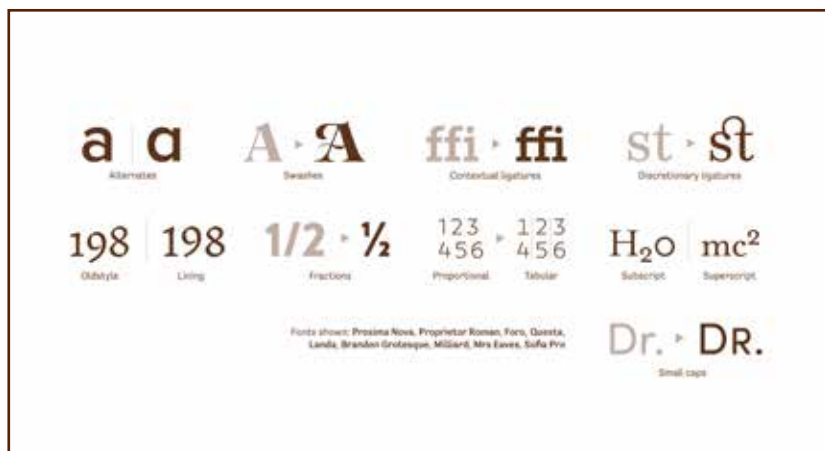 a a
A A
ffi ffi
st st
Alternates
Swashes
Contextual ligatures
Discretionary ligatures
198 198
1/2 ½
123 123
456 456
H₂O mc²
Oldstyle
Lining
Fractions
Proportional
Tabular
Subscript
Superscript
Fonts shown: Proxima Nova, Proprietar Roman, Foro, Questa,
Landa, Brandon Grotesque, Milliard, Mrs Eaves, Sofia Pro
Dr. DR.
Small caps